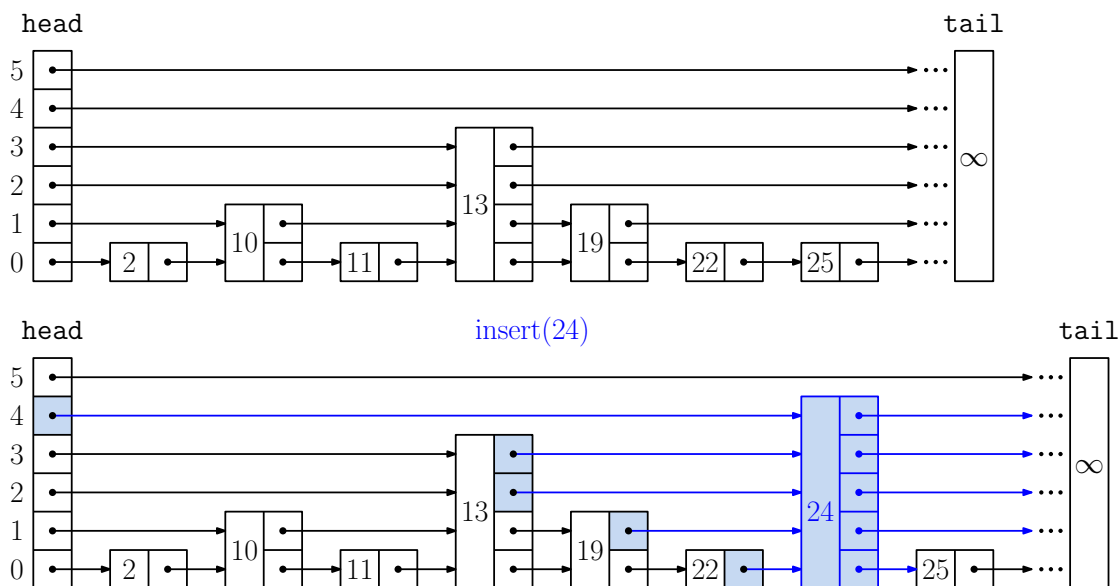 head tail
5 ...
4 ...
3 ...
2 ... ∞
13
1 ...
10 19
0 2 11 22 25 ...
head insert(24) tail
5 ...
4 ...
3 ...
∞
2 ...
13 24
1 ...
10 19
0 2 11 22 25 ...